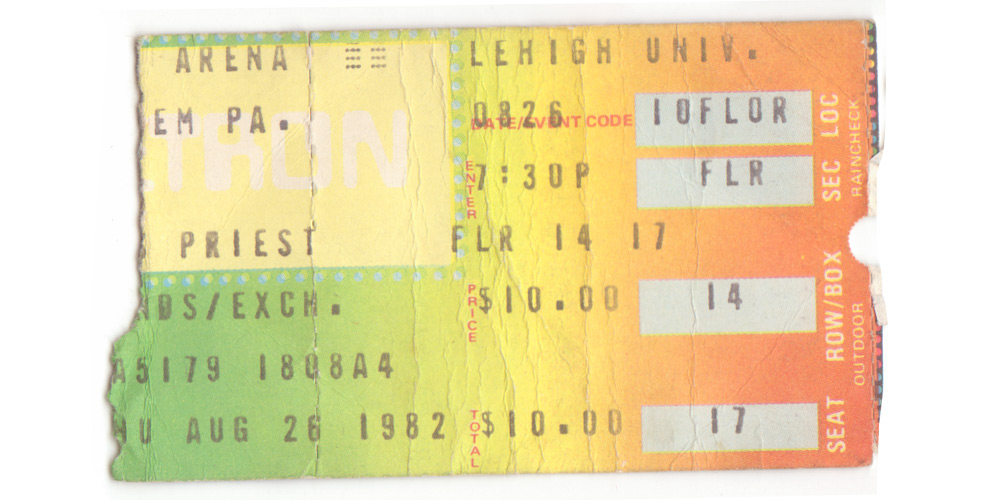 ARENA LEHIGH UNIV.
EM PA. 0826 10FLOR
DATE/EVENT CODE
TRON
ENTER 7:30P FLR
PRIEST FLR 14 17
NDS/EXCH. PRICE $10.00 14
A5179 1808A4
HU AUG 26 1982 TOTAL $10.00 17
SEAT ROW/BOX SEC LOC
OUTDOOR RAINCHECK